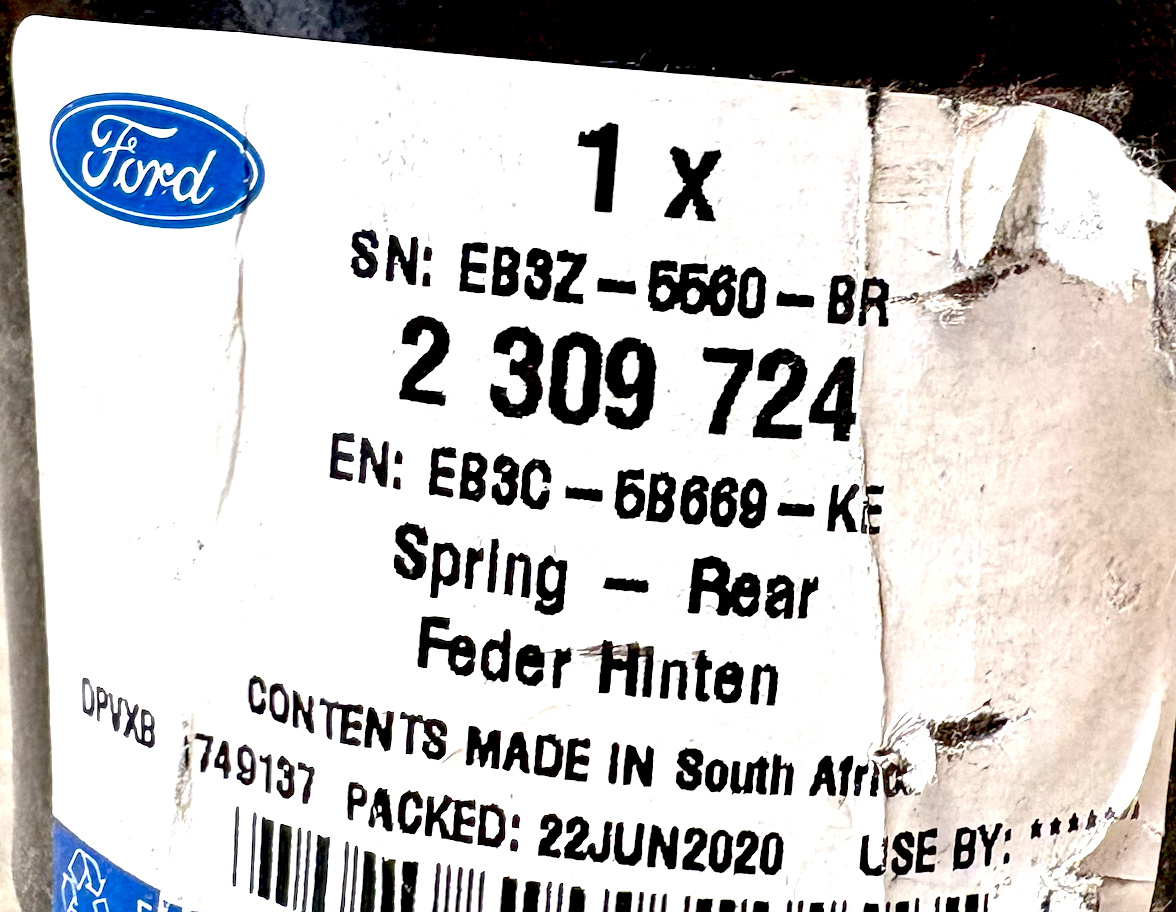 Ford
1 x
SN: EB3Z – 5560 – BR
2 309 724
EN: EB3C – 5B669 – KE
Spring – Rear
Feder Hinten
CONTENTS MADE IN South Afric
DPVXB 1749137 PACKED: 22JUN2020 USE BY: ******